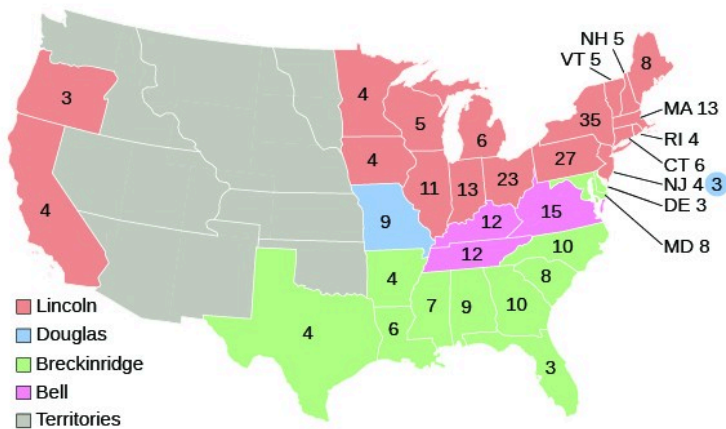 NH 5
VT 5
8
3
4
5
6
35
MA 13
RI 4
CT 6
NJ 4 3
DE 3
MD 8
4
27
11
13
23
4
9
12
15
12
10
4
8
7
9
10
6
4
3
Lincoln
Douglas
Breckinridge
Bell
Territories